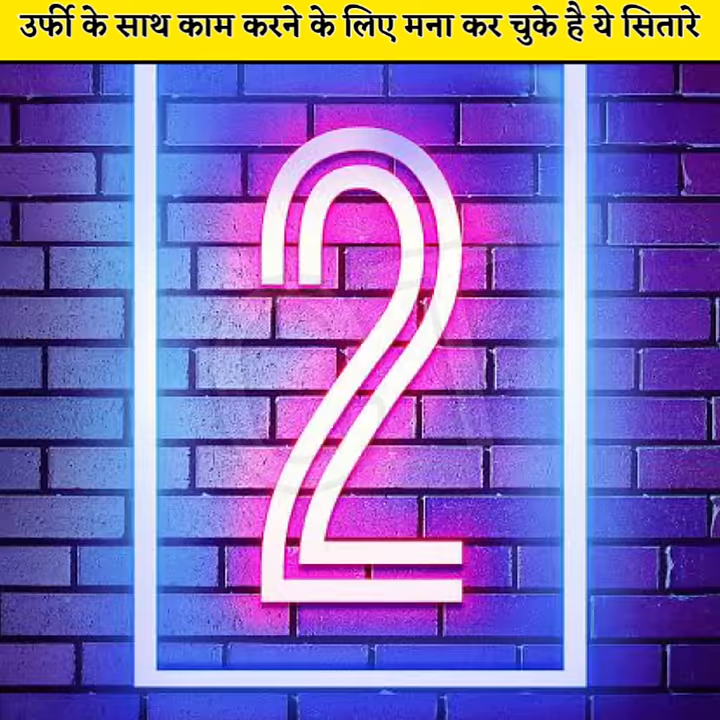 उर्फी के साथ काम करने के लिए मना कर चुके है ये सितारे
2